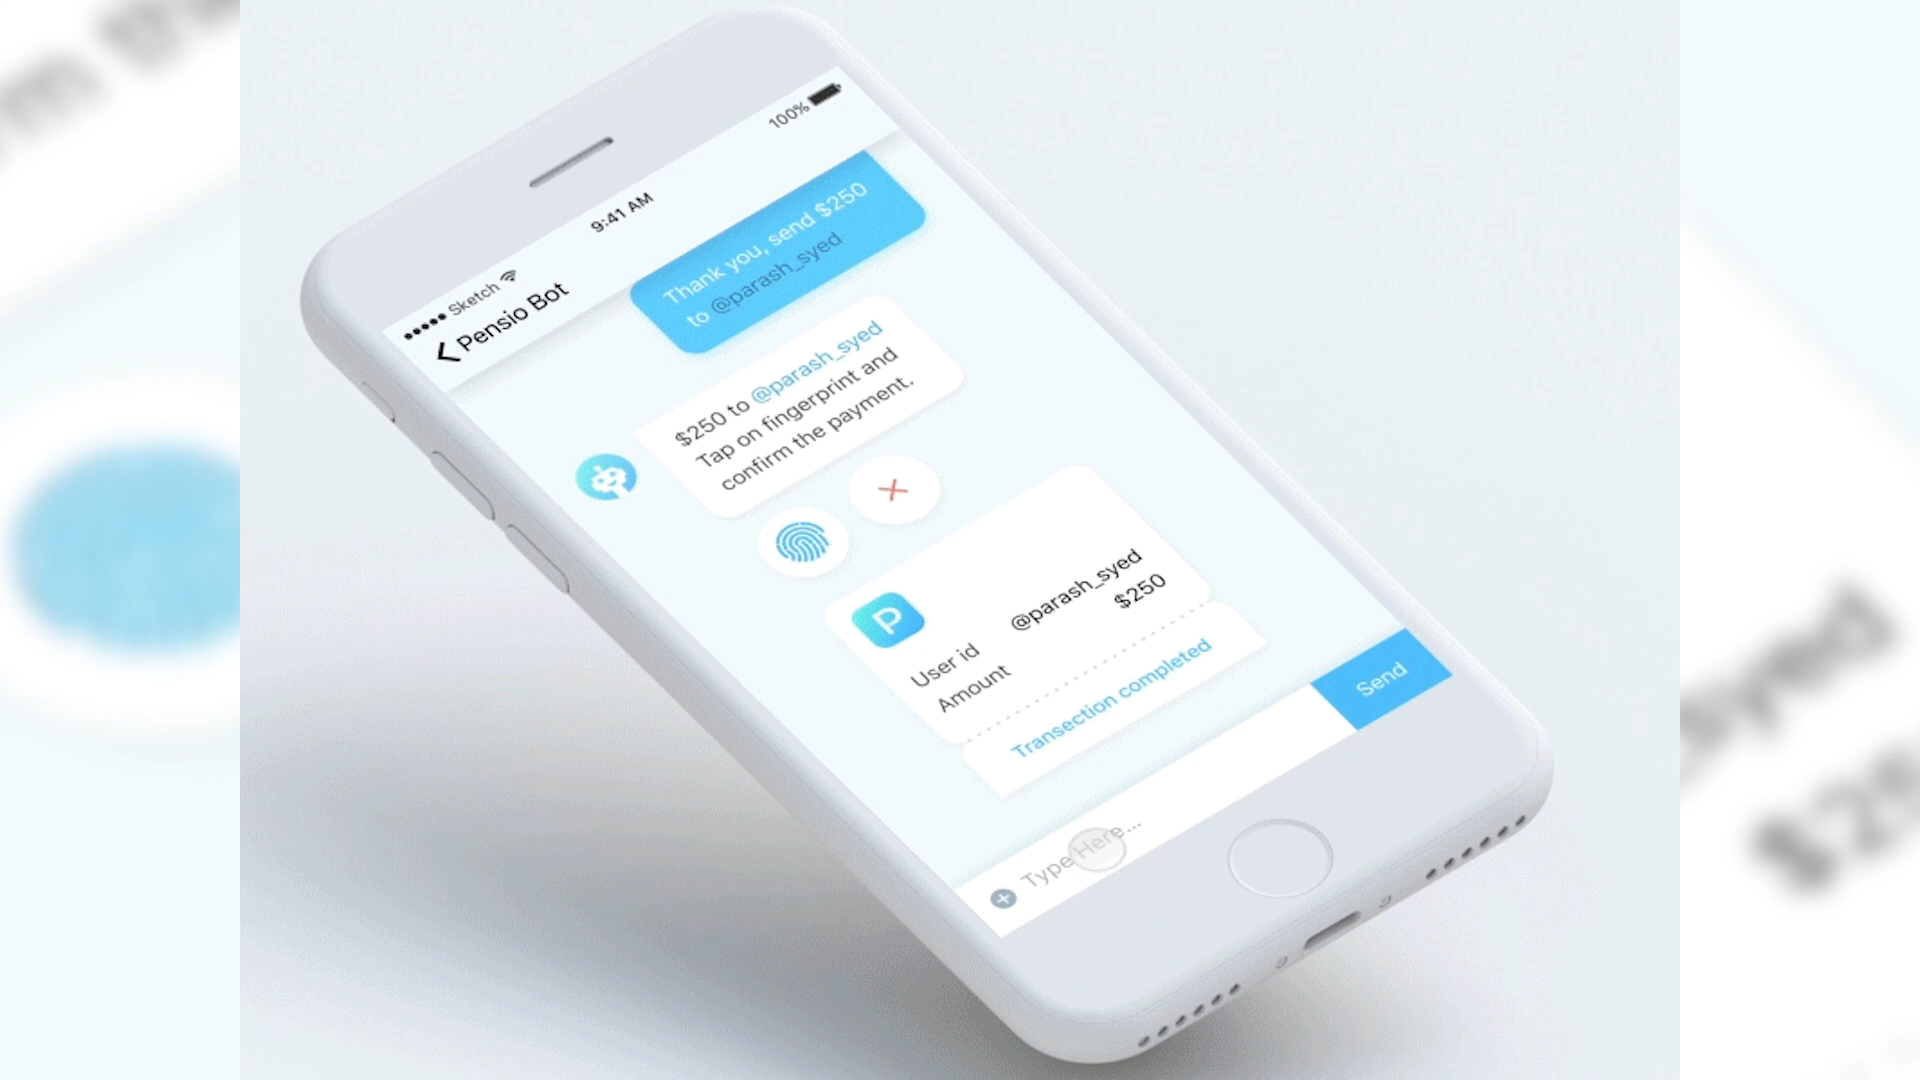 Sketch
9:41 AM
100%
Pensio Bot
Thank you, send $250
to @parash_syed
$250 to @parash_syed
Tap on fingerprint and
confirm the payment.
P
User id @parash_syed
Amount $250
Transection completed
Type Here...
Send